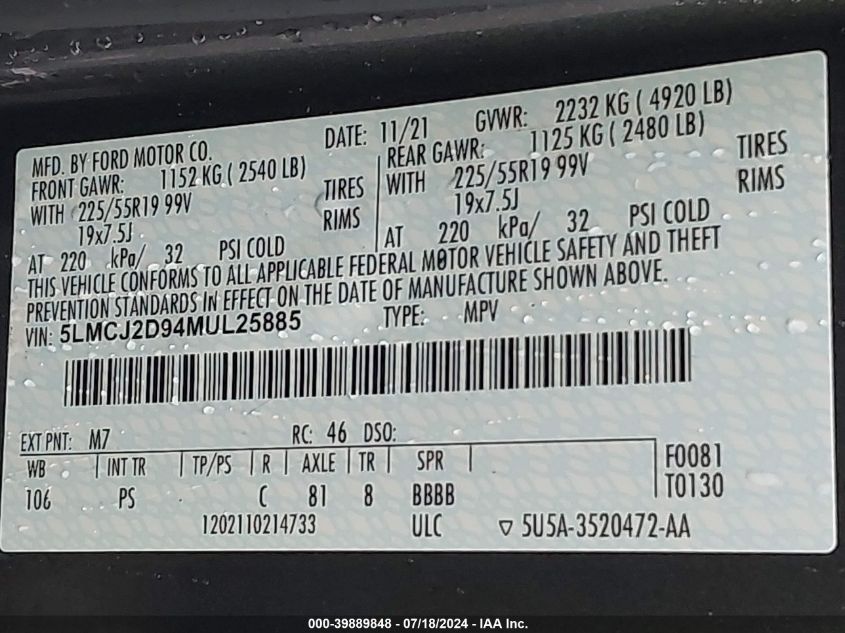 MFD. BY FORD MOTOR CO. DATE: 11/21 GVWR: 2232 KG ( 4920 LB)
FRONT GAWR: 1152 KG ( 2540 LB) REAR GAWR: 1125 KG ( 2480 LB)
WITH 225/55R19 99V TIRES WITH 225/55R19 99V TIRES
19x7.5J RIMS 19x7.5J RIMS
AT 220 kPa/ 32 PSI COLD AT 220 kPa/ 32 PSI COLD
THIS VEHICLE CONFORMS TO ALL APPLICABLE FEDERAL MOTOR VEHICLE SAFETY AND THEFT
PREVENTION STANDARDS IN EFFECT ON THE DATE OF MANUFACTURE SHOWN ABOVE.
VIN: 5LMCJ2D94MUL25885 TYPE: MPV
EXT PNT: M7 RC: 46 DSO:
WB INT TR TP/PS R AXLE TR SPR F0081
106 PS C 81 8 BBBB T0130
1202110214733 ULC ▽ 5U5A-3520472-AA
000-39889848 - 07/18/2024 - IAA Inc.